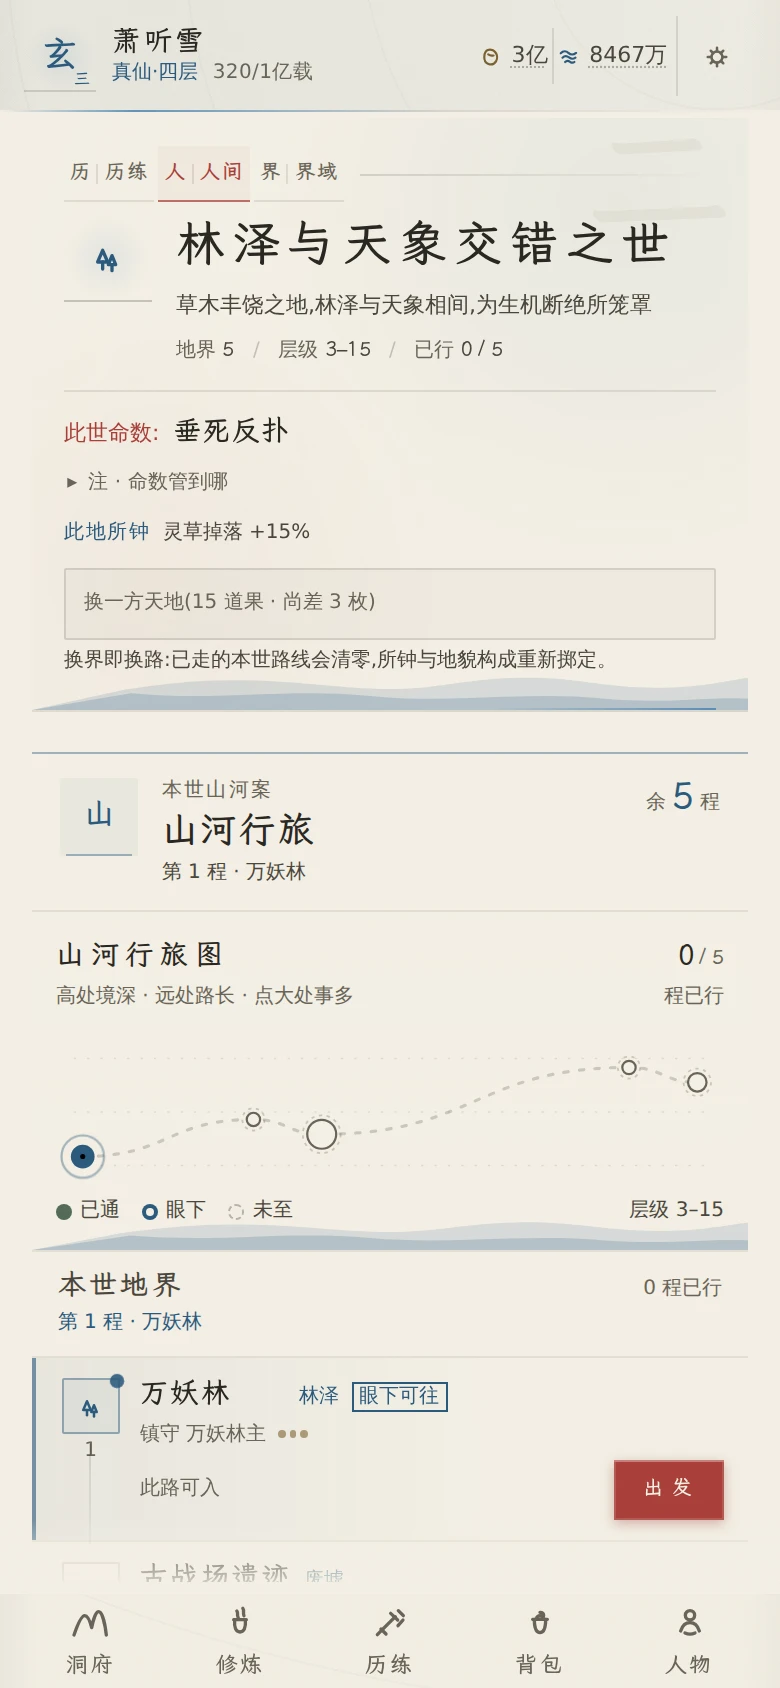 玄三
萧听雪
真仙·四层 320/1亿载
3亿 8467万
历 历练 人 人间 界 界域
林泽与天象交错之世
草木丰饶之地,林泽与天象相间,为生机断绝所笼罩
地界 5 / 层级 3–15 / 已行 0 / 5
此世命数: 垂死反扑
▸ 注 · 命数管到哪
此地所钟 灵草掉落 +15%
换一方天地(15 道果 · 尚差 3 枚)
换界即换路:已走的本世路线会清零,所钟与地貌构成重新掷定。
山
本世山河案
余 5 程
山河行旅
第 1 程 · 万妖林
山河行旅图 0 / 5
高处境深 · 远处路长 · 点大处事多 程已行
已通 眼下 未至 层级 3–15
本世地界 0 程已行
第 1 程 · 万妖林
万妖林 林泽 眼下可往
镇守 万妖林主
1
此路可入
出发
古战场遗迹 废墟
洞府 修炼 历练 背包 人物